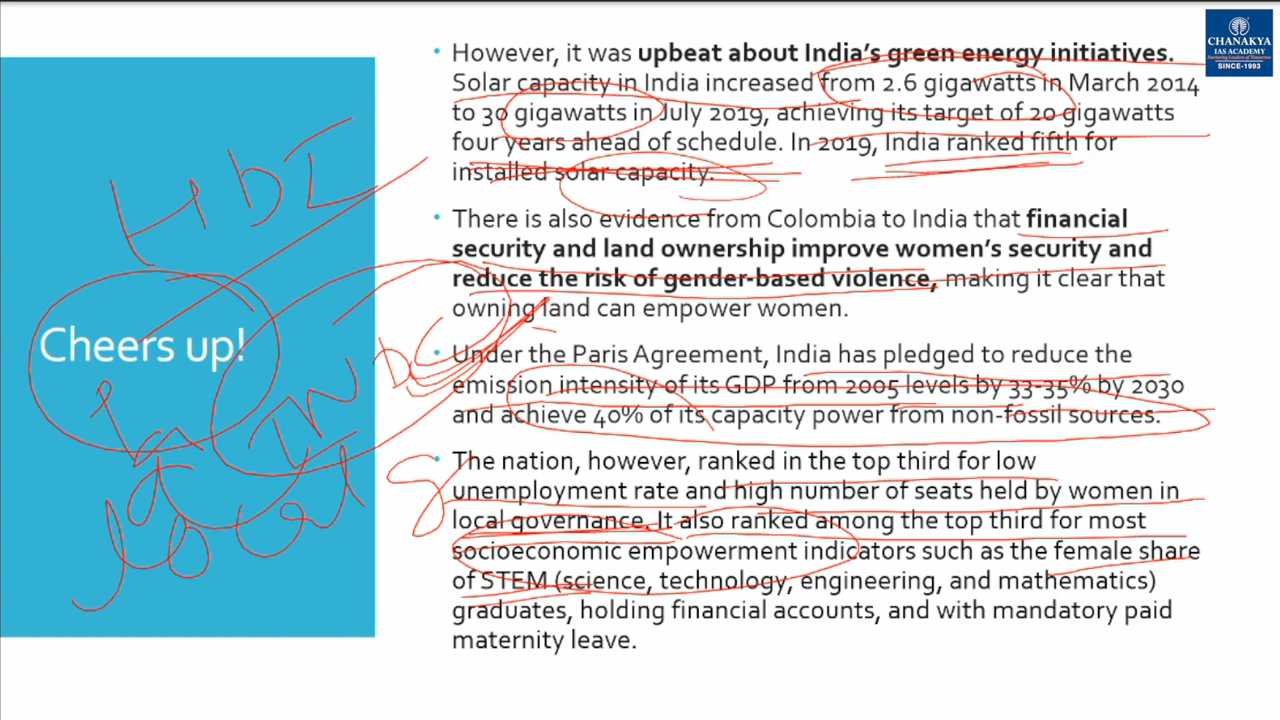 CHANAKYA
IAS ACADEMY
Nurturing Leaders of Tomorrow
SINCE-1993
• However, it was upbeat about India's green energy initiatives.
Solar capacity in India increased from 2.6 gigawatts in March 2014
to 30 gigawatts in July 2019, achieving its target of 20 gigawatts
four years ahead of schedule. In 2019, India ranked fifth for
installed solar capacity.
• There is also evidence from Colombia to India that financial
security and land ownership improve women's security and
reduce the risk of gender-based violence, making it clear that
owning land can empower women.
• Under the Paris Agreement, India has pledged to reduce the
emission intensity of its GDP from 2005 levels by 33-35% by 2030
and achieve 40% of its capacity power from non-fossil sources.
• The nation, however, ranked in the top third for low
unemployment rate and high number of seats held by women in
local governance. It also ranked among the top third for most
socioeconomic empowerment indicators such as the female share
of STEM (science, technology, engineering, and mathematics)
graduates, holding financial accounts, and with mandatory paid
maternity leave.
Cheers up!
INDC
local